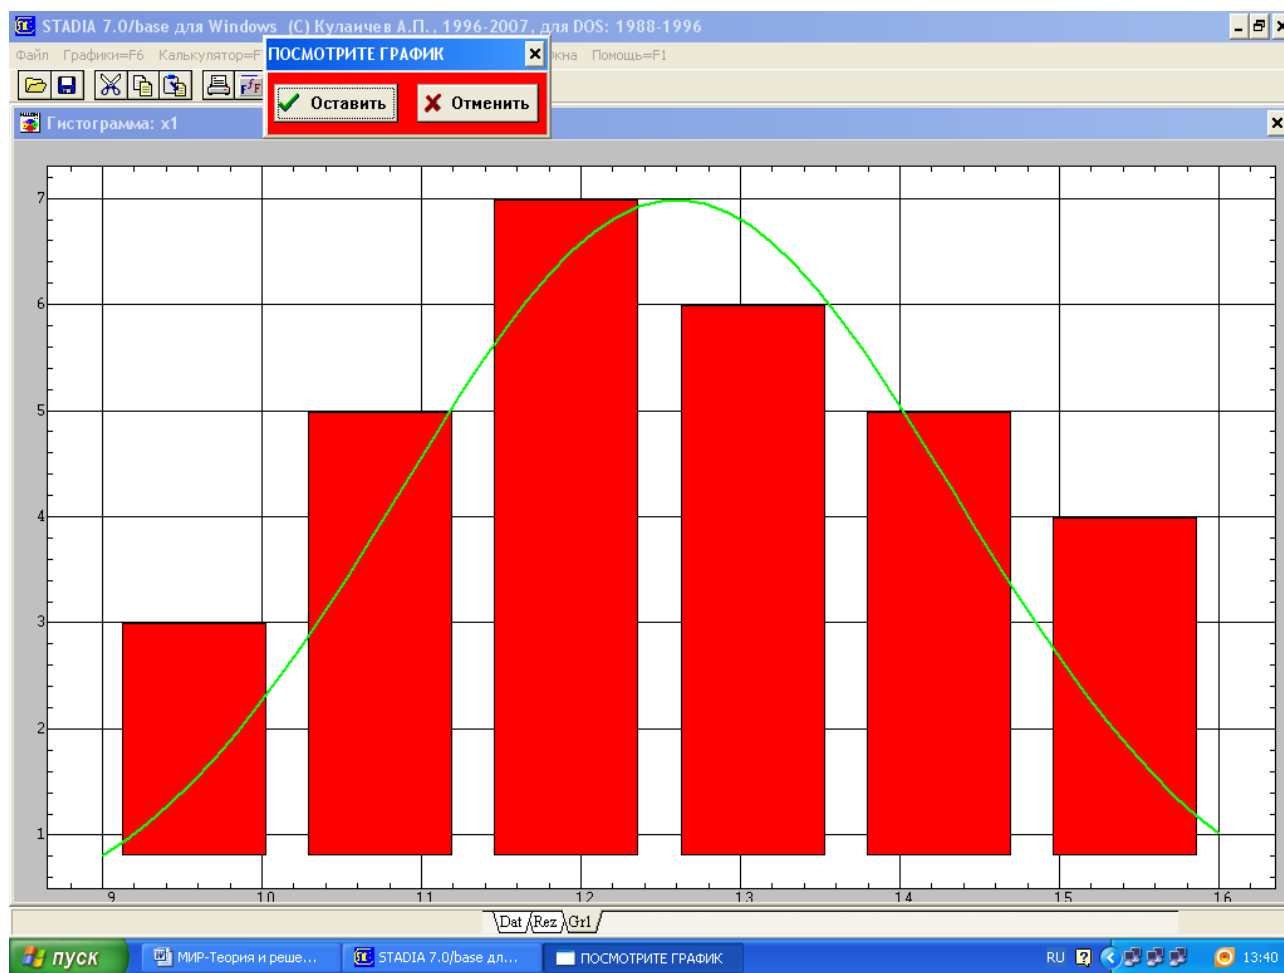 STADIA 7.0/base для Windows (C) Кулаичев А.П., 1996-2007, для DOS: 1988-1996
Файл Графики=F6 Калькулятор=F Помощь=F1
ПОСМОТРИТЕ ГРАФИК
Оставить Отменить
Гистограмма: x1
7
6
5
4
3
2
1
9 10 11 12 13 14 15 16
Dat Rez Gr1
пуск МИР-Теория и реше... STADIA 7.0/base дл... ПОСМОТРИТЕ ГРАФИК RU 13:40